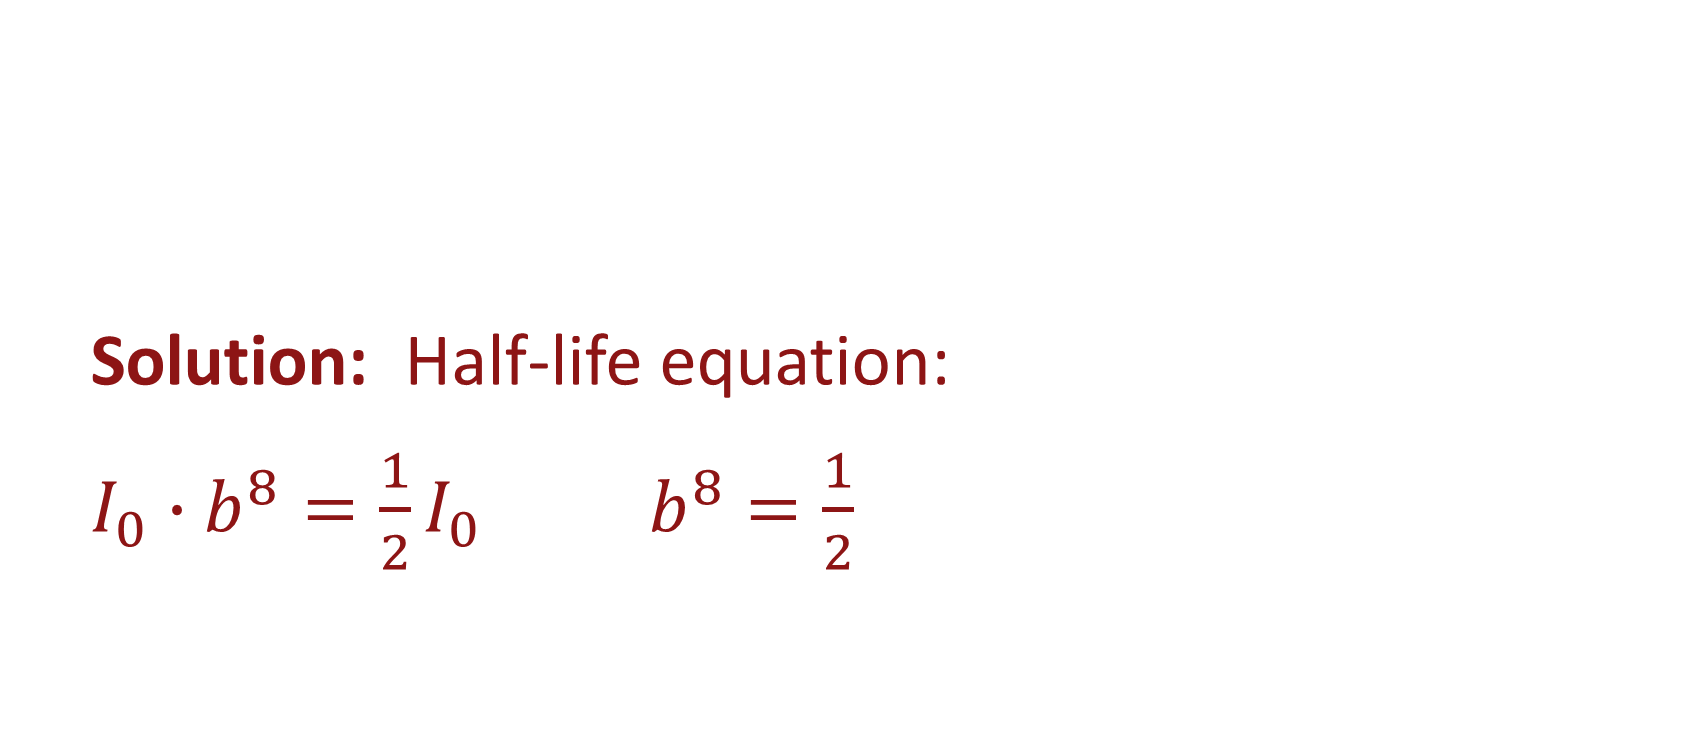 Solution: Half-life equation:
I₀ · b⁸ = 1/2 I₀ b⁸ = 1/2